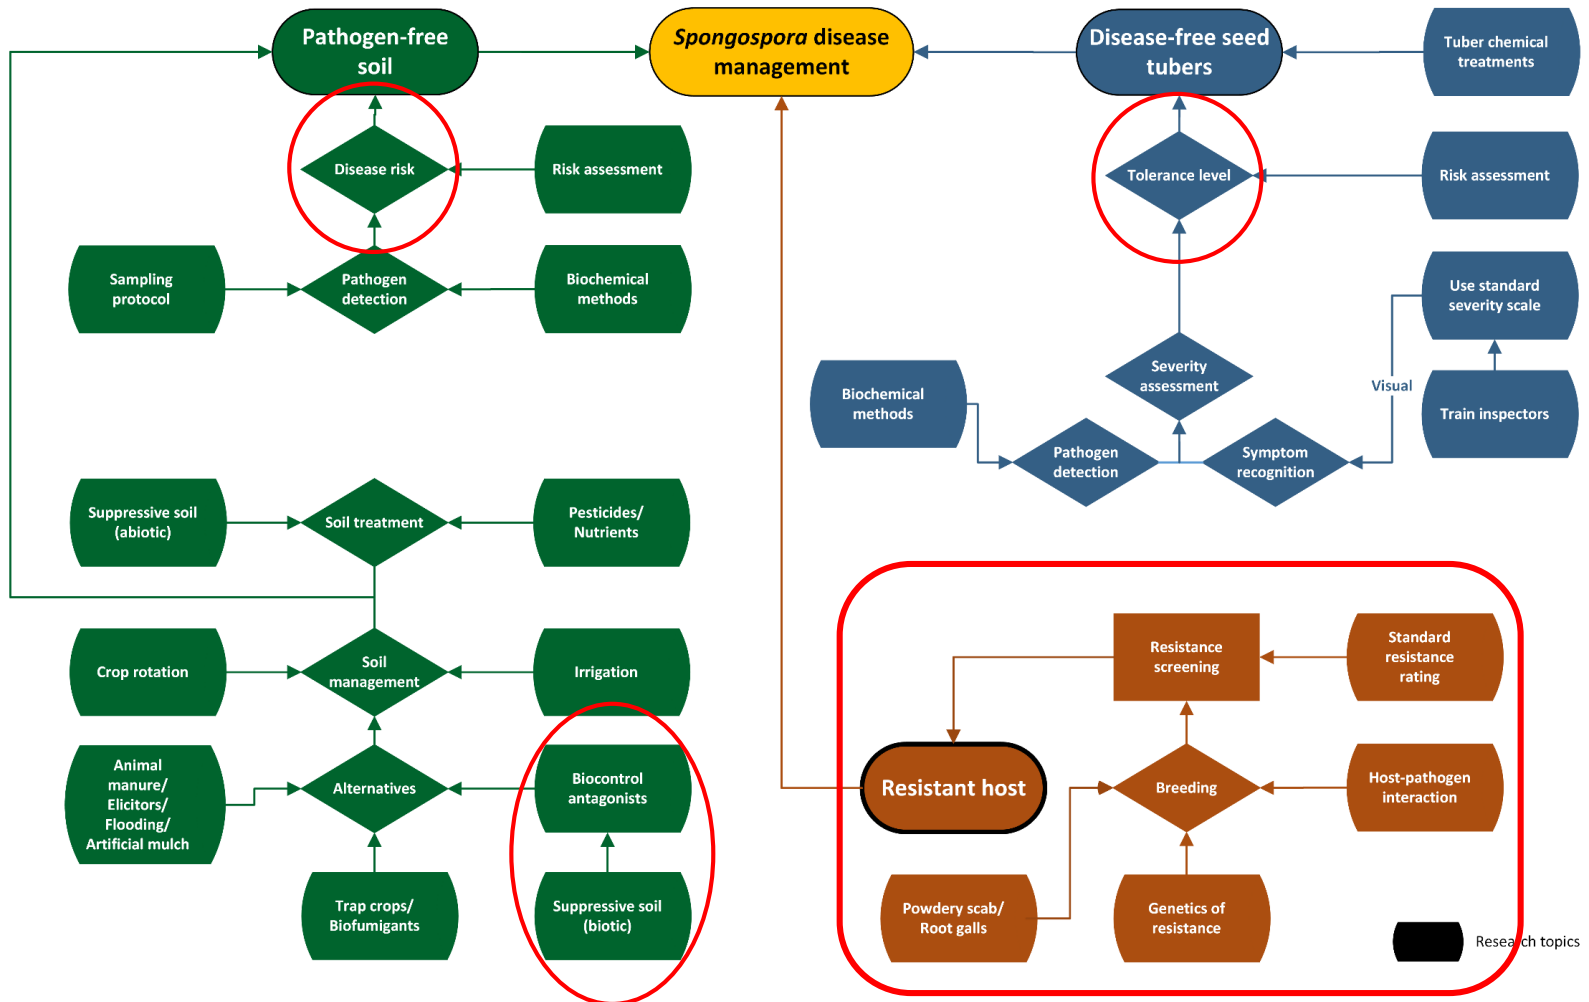 Pathogen-free
soil
Spongospora disease
management
Disease-free seed
tubers
Tuber chemical
treatments
Disease risk
Risk assessment
Tolerance level
Risk assessment
Sampling
protocol
Pathogen
detection
Biochemical
methods
Use standard
severity scale
Severity
assessment
Visual
Biochemical
methods
Train inspectors
Pathogen
detection
Symptom
recognition
Suppressive soil
(abiotic)
Soil treatment
Pesticides/
Nutrients
Crop rotation
Soil
management
Irrigation
Resistance
screening
Standard
resistance
rating
Animal
manure/
Elicitors/
Flooding/
Artificial mulch
Alternatives
Biocontrol
antagonists
Resistant host
Breeding
Host-pathogen
interaction
Trap crops/
Biofumigants
Suppressive soil
(biotic)
Powdery scab/
Root galls
Genetics of
resistance
Research topics